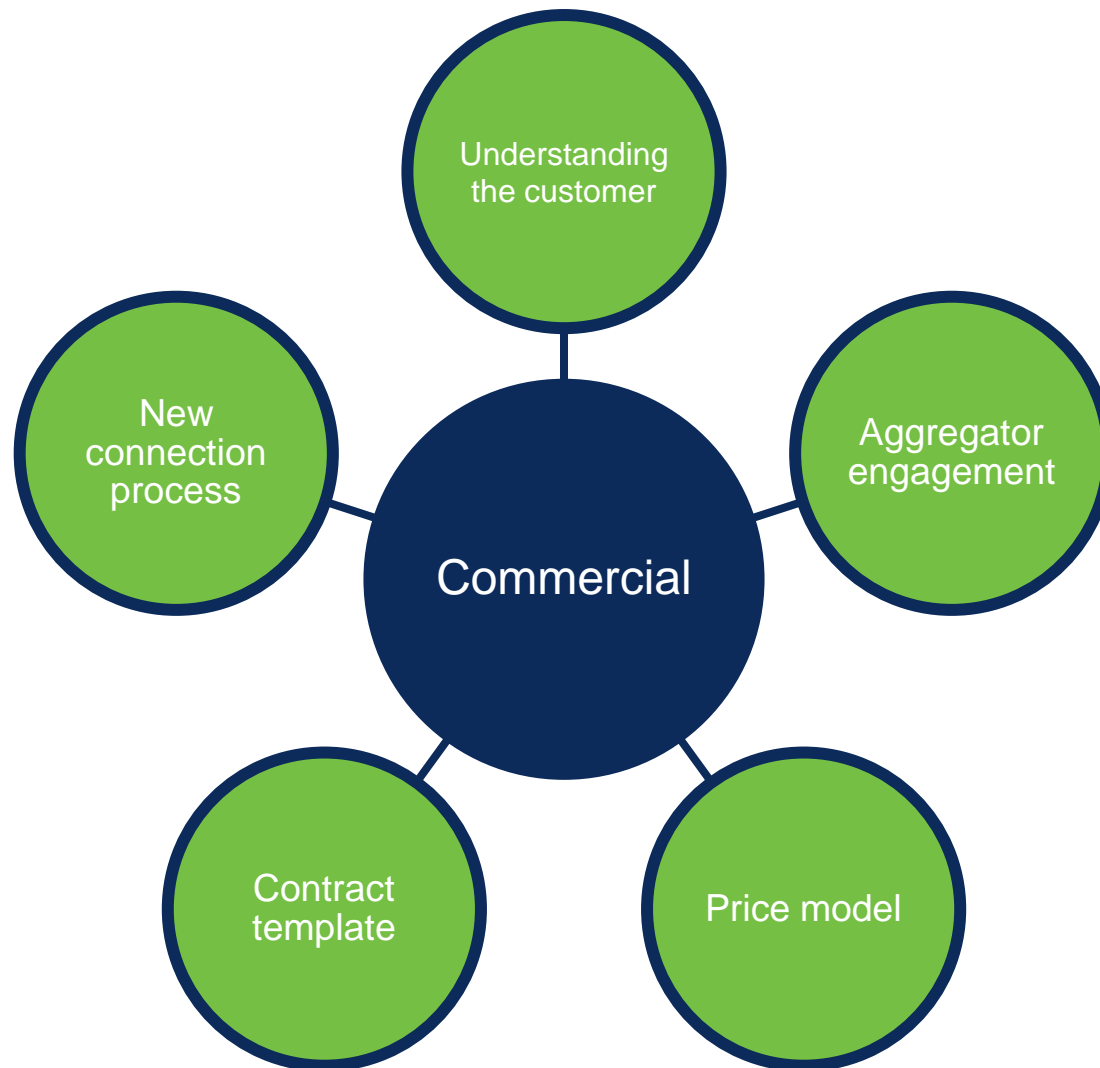 Understanding
the customer
New
connection
process
Aggregator
engagement
Commercial
Contract
template
Price model